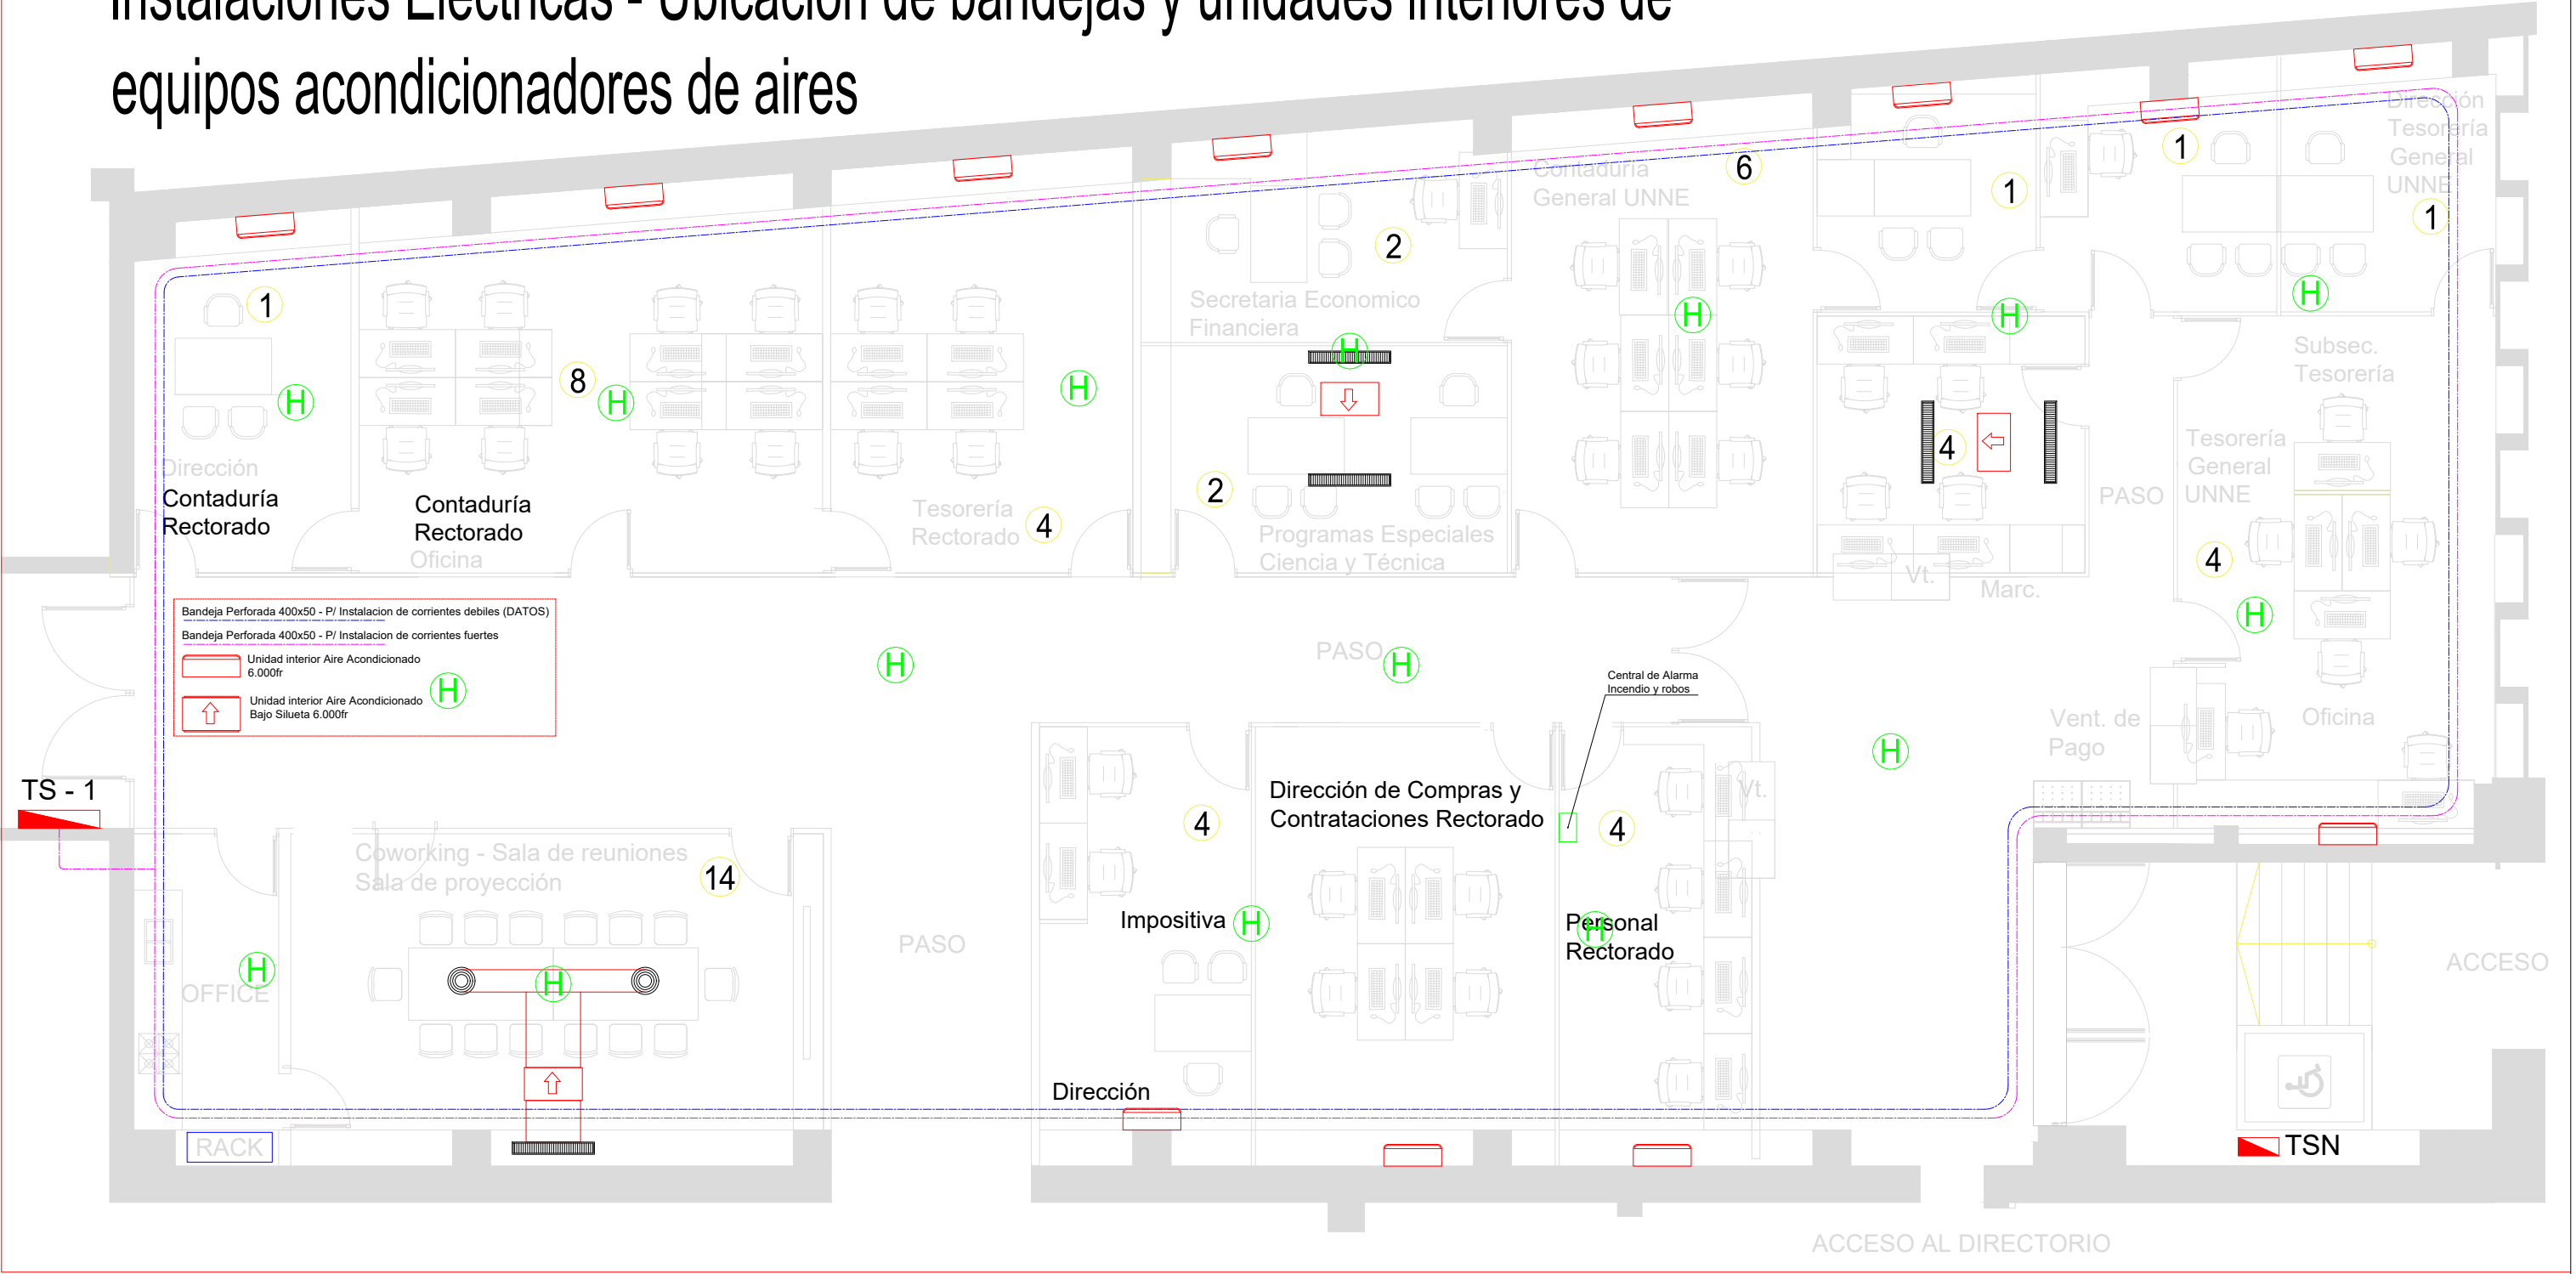 Instalaciones Eléctricas - Ubicación de bandejas y unidades interiores de
equipos acondicionadores de aires
Dirección
Tesorería
General
UNNE
1
1
1
6
Contaduría
General UNNE
2
Secretaria Economico
Financiera
H
1
H
Dirección
Contaduría
Rectorado
8
H
Contaduría
Rectorado
Oficina
H
Tesorería
Rectorado
4
2
Programas Especiales
Ciencia y Técnica
H
H
4
Vt.
Marc.
PASO
H
Subsec.
Tesorería
Tesorería
General
UNNE
4
H
Oficina
Vent. de
Pago
Bandeja Perforada 400x50 - P/ Instalacion de corrientes debiles (DATOS)
Bandeja Perforada 400x50 - P/ Instalacion de corrientes fuertes
Unidad interior Aire Acondicionado
6.000fr
Unidad interior Aire Acondicionado
Bajo Silueta 6.000fr
H
H
PASO
H
Central de Alarma
Incendio y robos
H
TS - 1
Coworking - Sala de reuniones
Sala de proyección
14
H
OFFICE
H
RACK
PASO
4
Impositiva
H
Dirección
Dirección de Compras y
Contrataciones Rectorado
4
Vt.
Personal
Rectorado
H
ACCESO
TSN
ACCESO AL DIRECTORIO